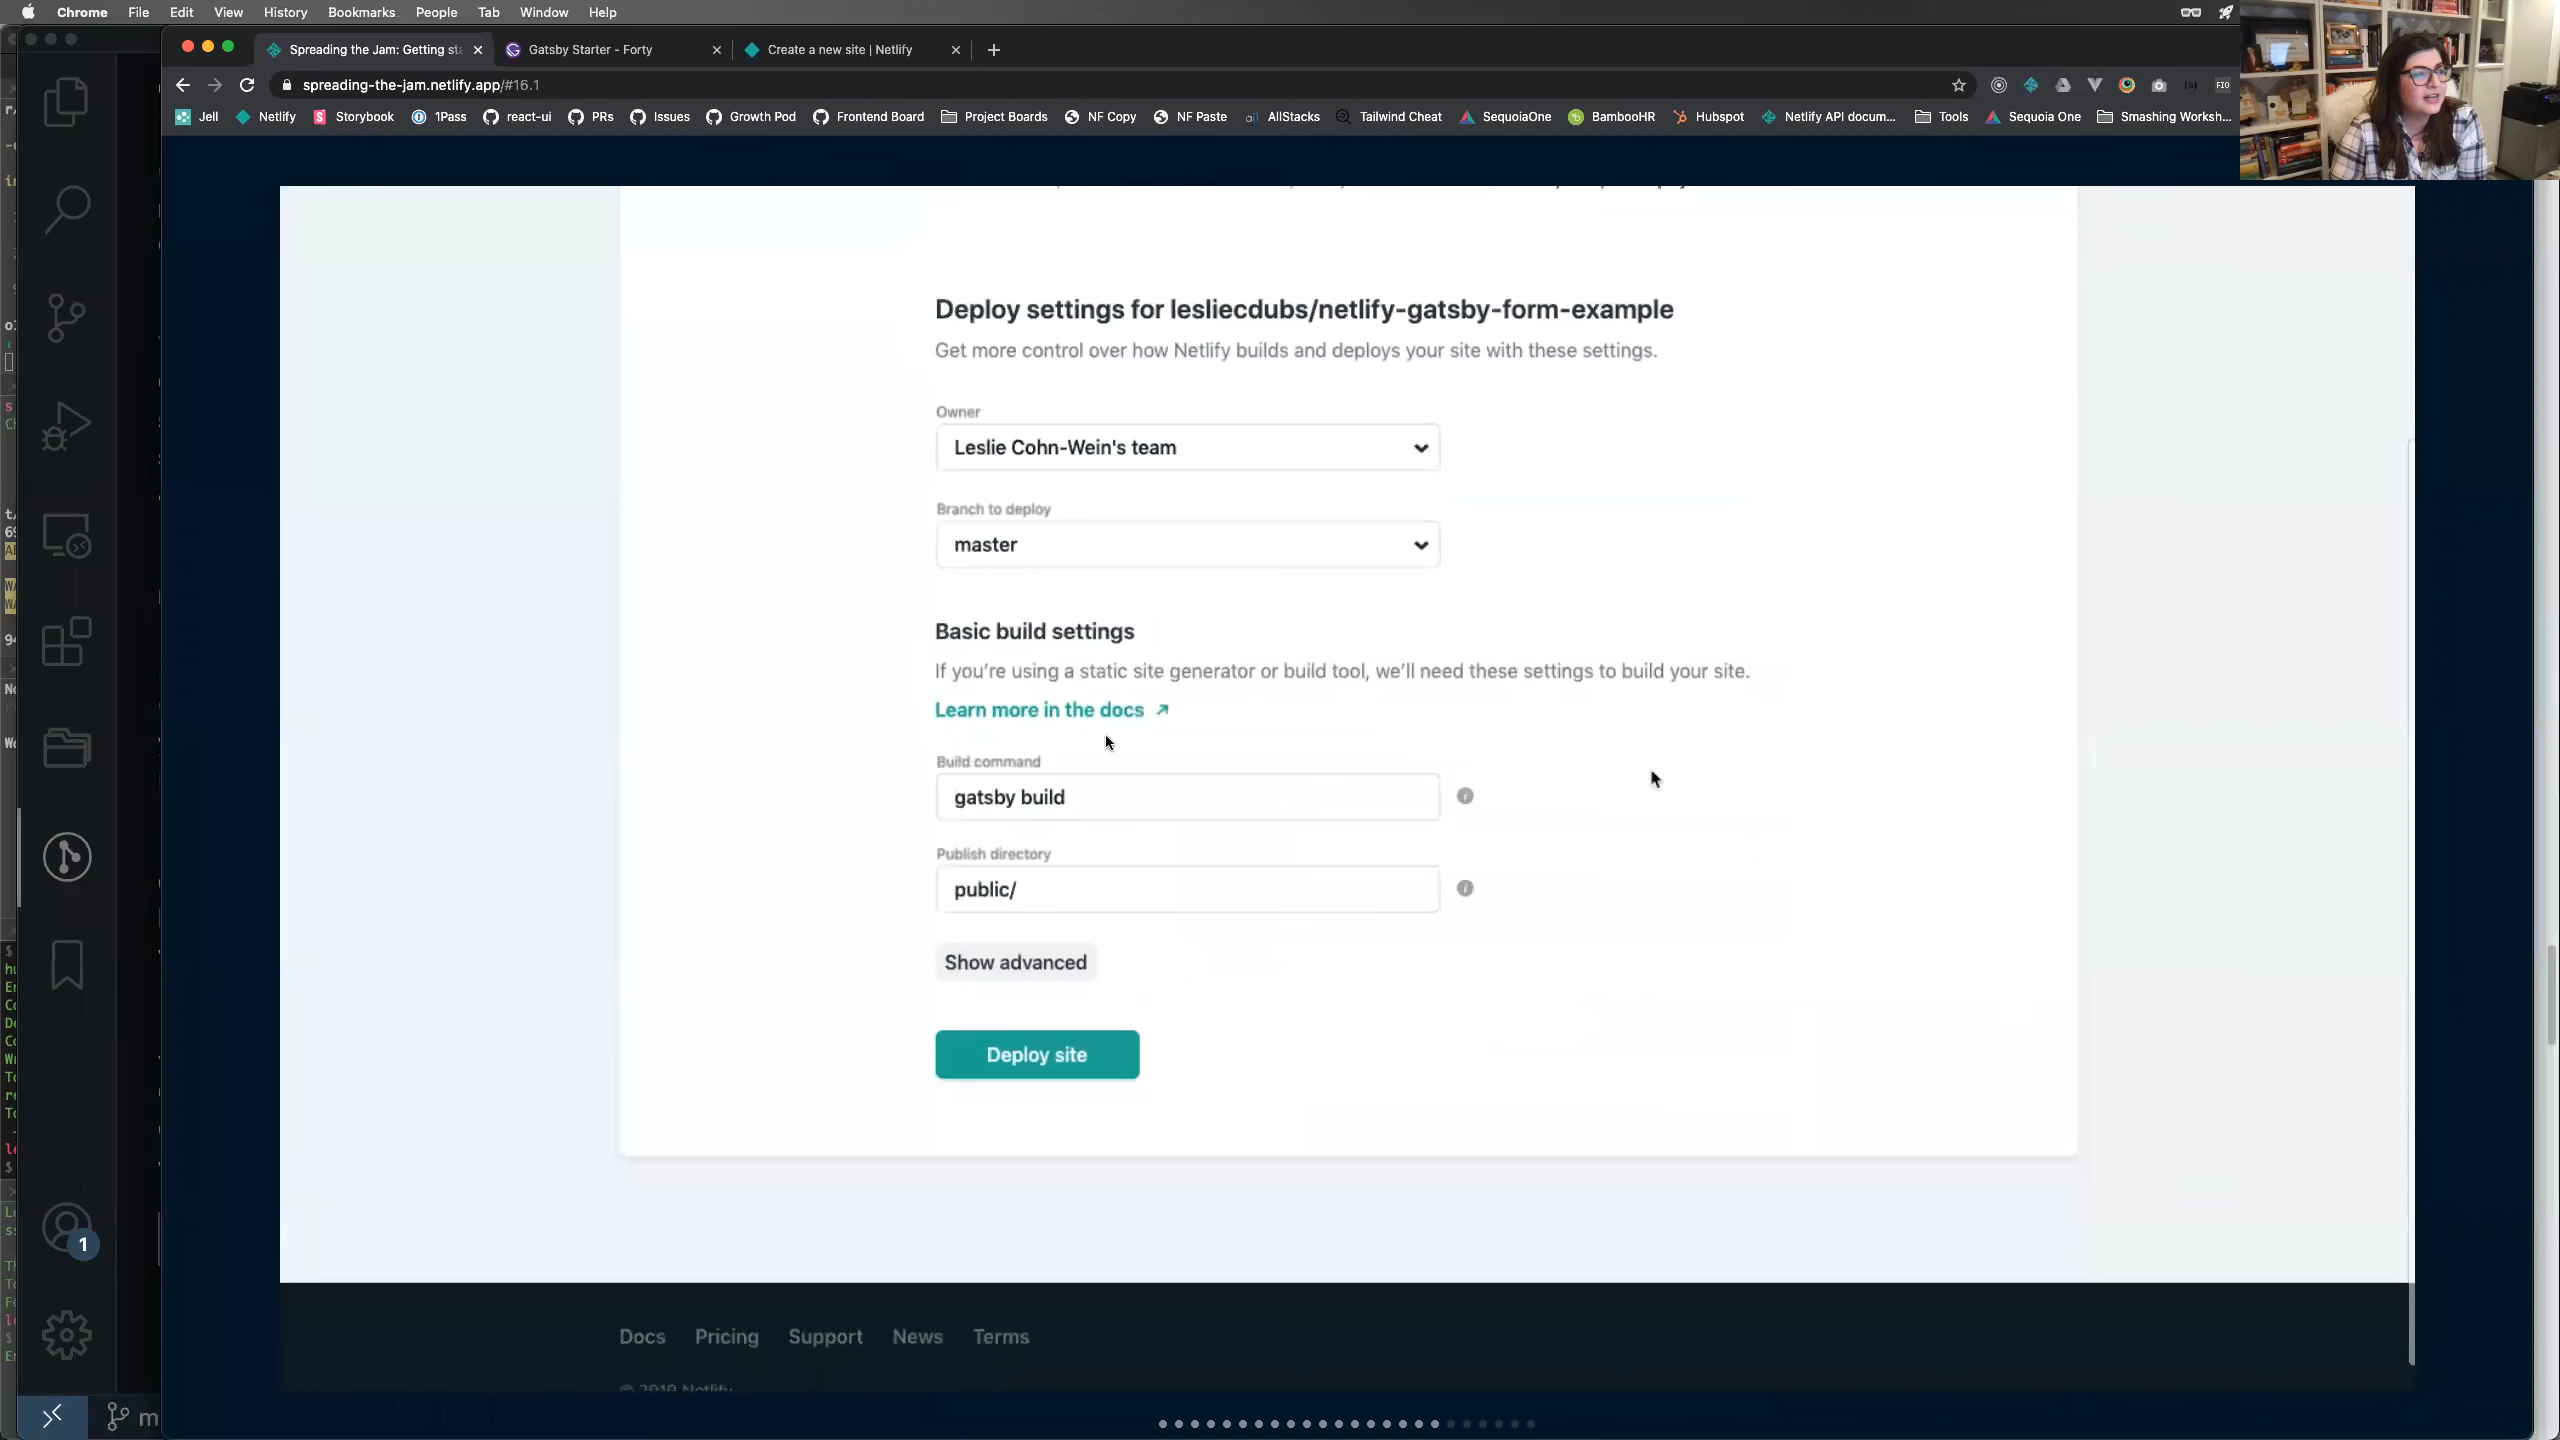 Chrome File Edit View History Bookmarks People Tab Window Help
Spreading the Jam: Getting sta
Gatsby Starter - Forty
Create a new site | Netlify
spreading-the-jam.netlify.app/#16.1
Jell Netlify Storybook 1Pass react-ui PRs Issues Growth Pod Frontend Board Project Boards NF Copy NF Paste AllStacks Tailwind Cheat SequoiaOne BambooHR Hubspot Netlify API docum... Tools Sequoia One Smashing Worksh...
Deploy settings for lesliecdubs/netlify-gatsby-form-example
Get more control over how Netlify builds and deploys your site with these settings.
Owner
Leslie Cohn-Wein's team
Branch to deploy
master
Basic build settings
If you're using a static site generator or build tool, we'll need these settings to build your site.
Learn more in the docs
Build command
gatsby build
Publish directory
public/
Show advanced
Deploy site
1
Docs Pricing Support News Terms
© 2019 Netlify